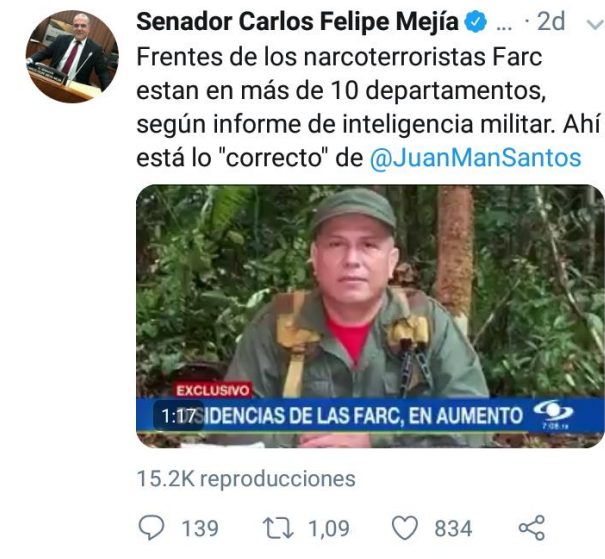 Senador Carlos Felipe Mejía ... · 2d
Frentes de los narcoterroristas Farc
estan en más de 10 departamentos,
según informe de inteligencia militar. Ahí
está lo "correcto" de @JuanManSantos
EXCLUSIVO
1:17 SIDENCIAS DE LAS FARC, EN AUMENTO
15.2K reproducciones
139 1,09 834